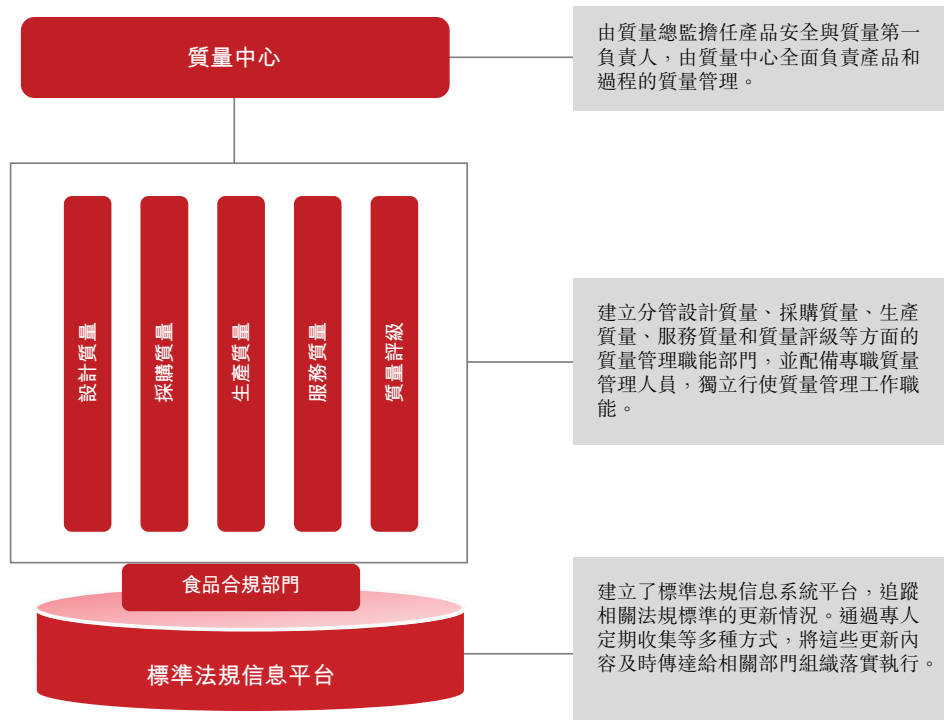 質量中心
由質量總監擔任產品安全與質量第一
負責人，由質量中心全面負責產品和
過程的質量管理。
設計質量
採購質量
生產質量
服務質量
質量評級
建立分管設計質量、採購質量、生產
質量、服務質量和質量評級等方面的
質量管理職能部門，並配備專職質量
管理人員，獨立行使質量管理工作職
能。
食品合規部門
標準法規信息平台
建立了標準法規信息系統平台，追蹤
相關法規標準的更新情況。通過專人
定期收集等多種方式，將這些更新內
容及時傳達給相關部門組織落實執行。